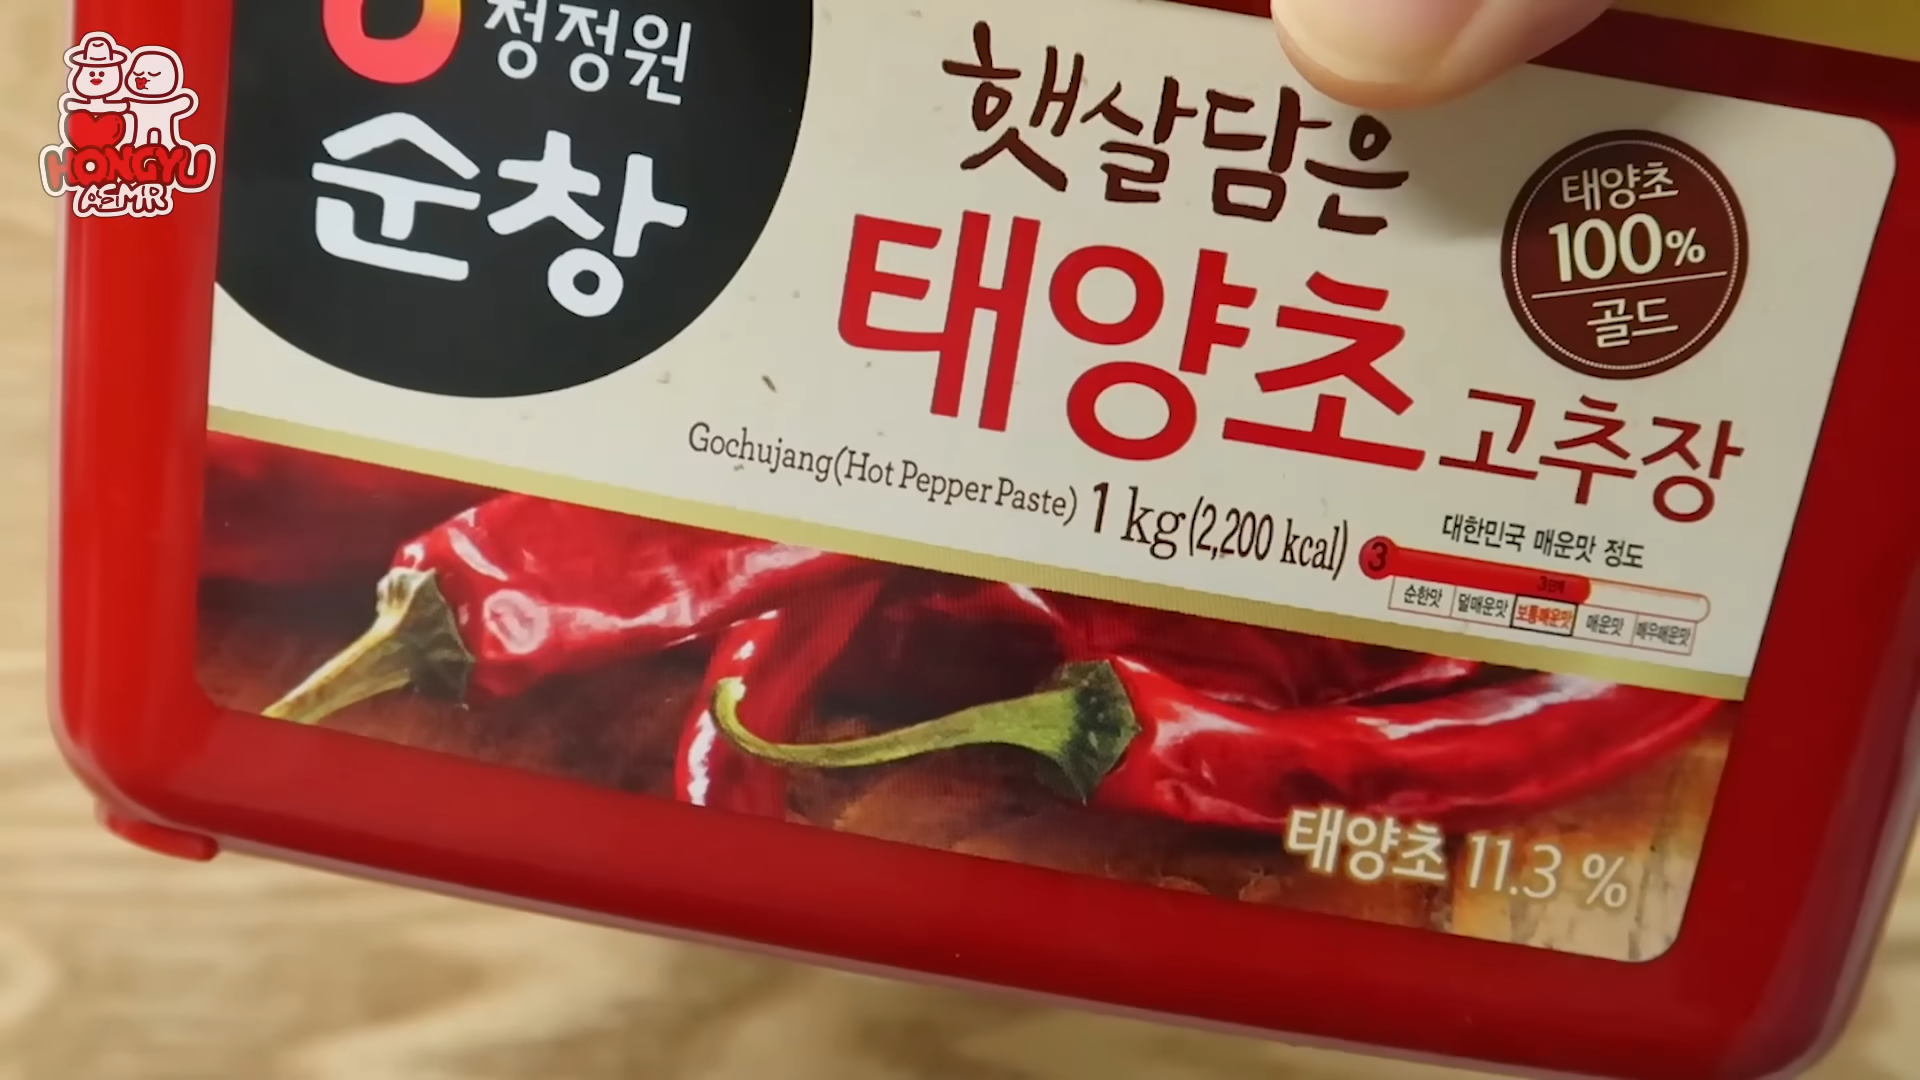 HONGYU
ASMR
청정원
순창
햇살담은
태양초 고추장
태양초
100%
골드
Gochujang(Hot Pepper Paste) 1 kg(2,200 kcal)
대한민국 매운맛 정도
3
3단계
순한맛 덜매운맛 보통매운맛 매운맛 매우매운맛
태양초 11.3 %